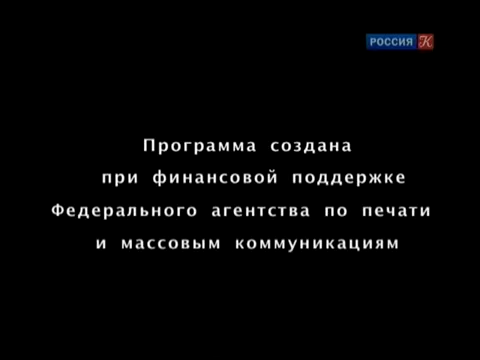 РОССИЯ К
Программа создана
при финансовой поддержке
Федерального агентства по печати
и массовым коммуникациям